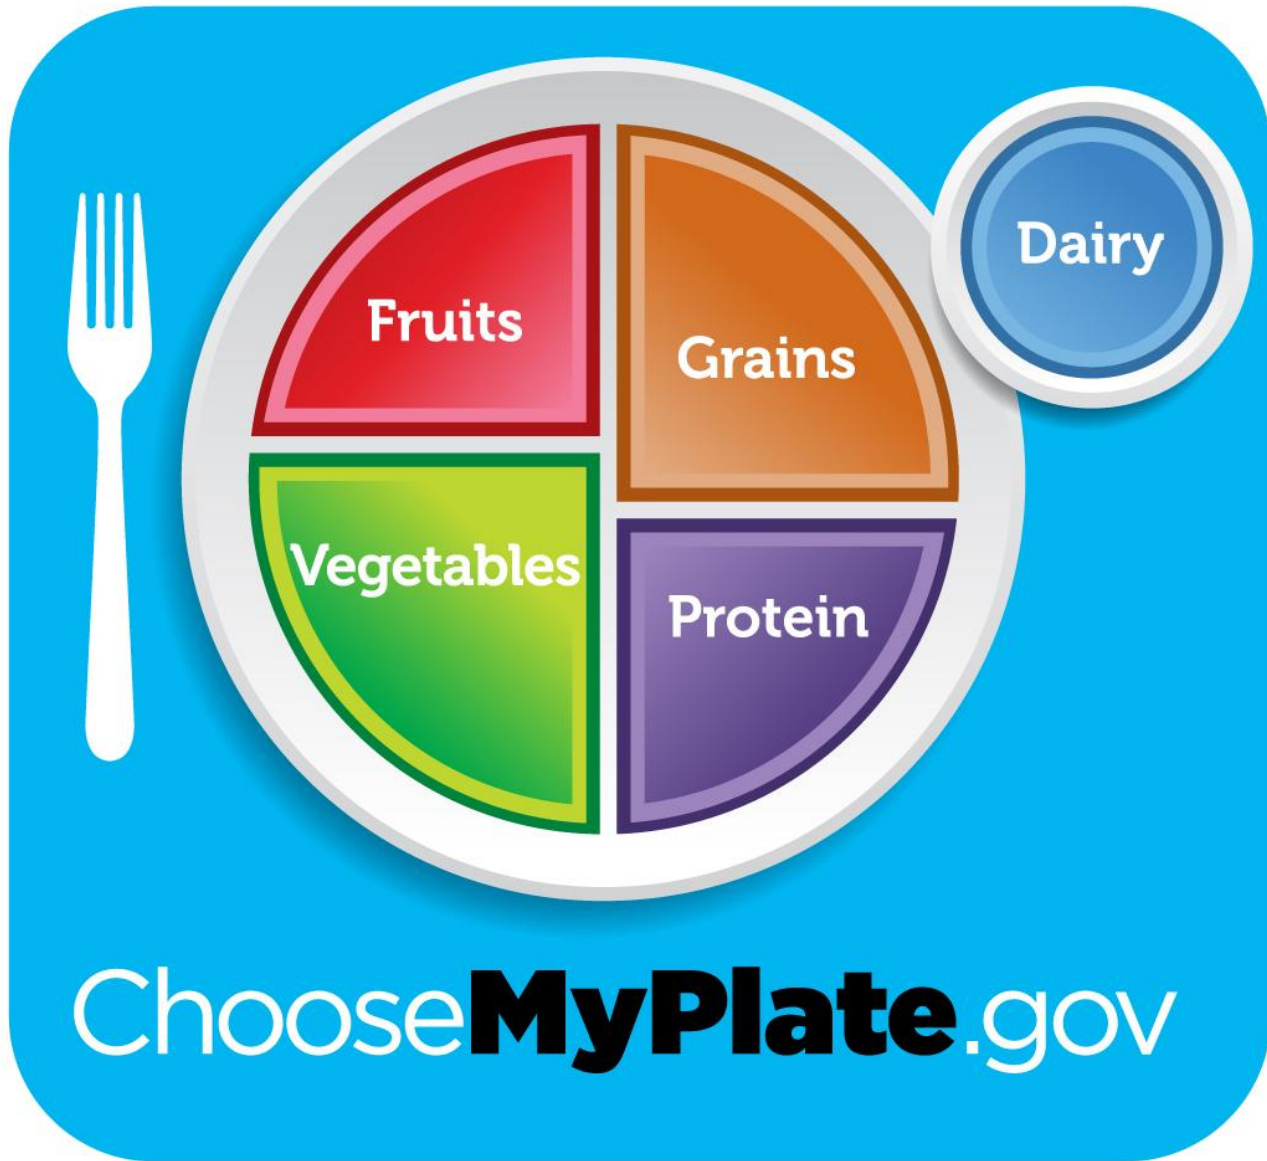 Fruits
Grains
Dairy
Vegetables
Protein
ChooseMyPlate.gov